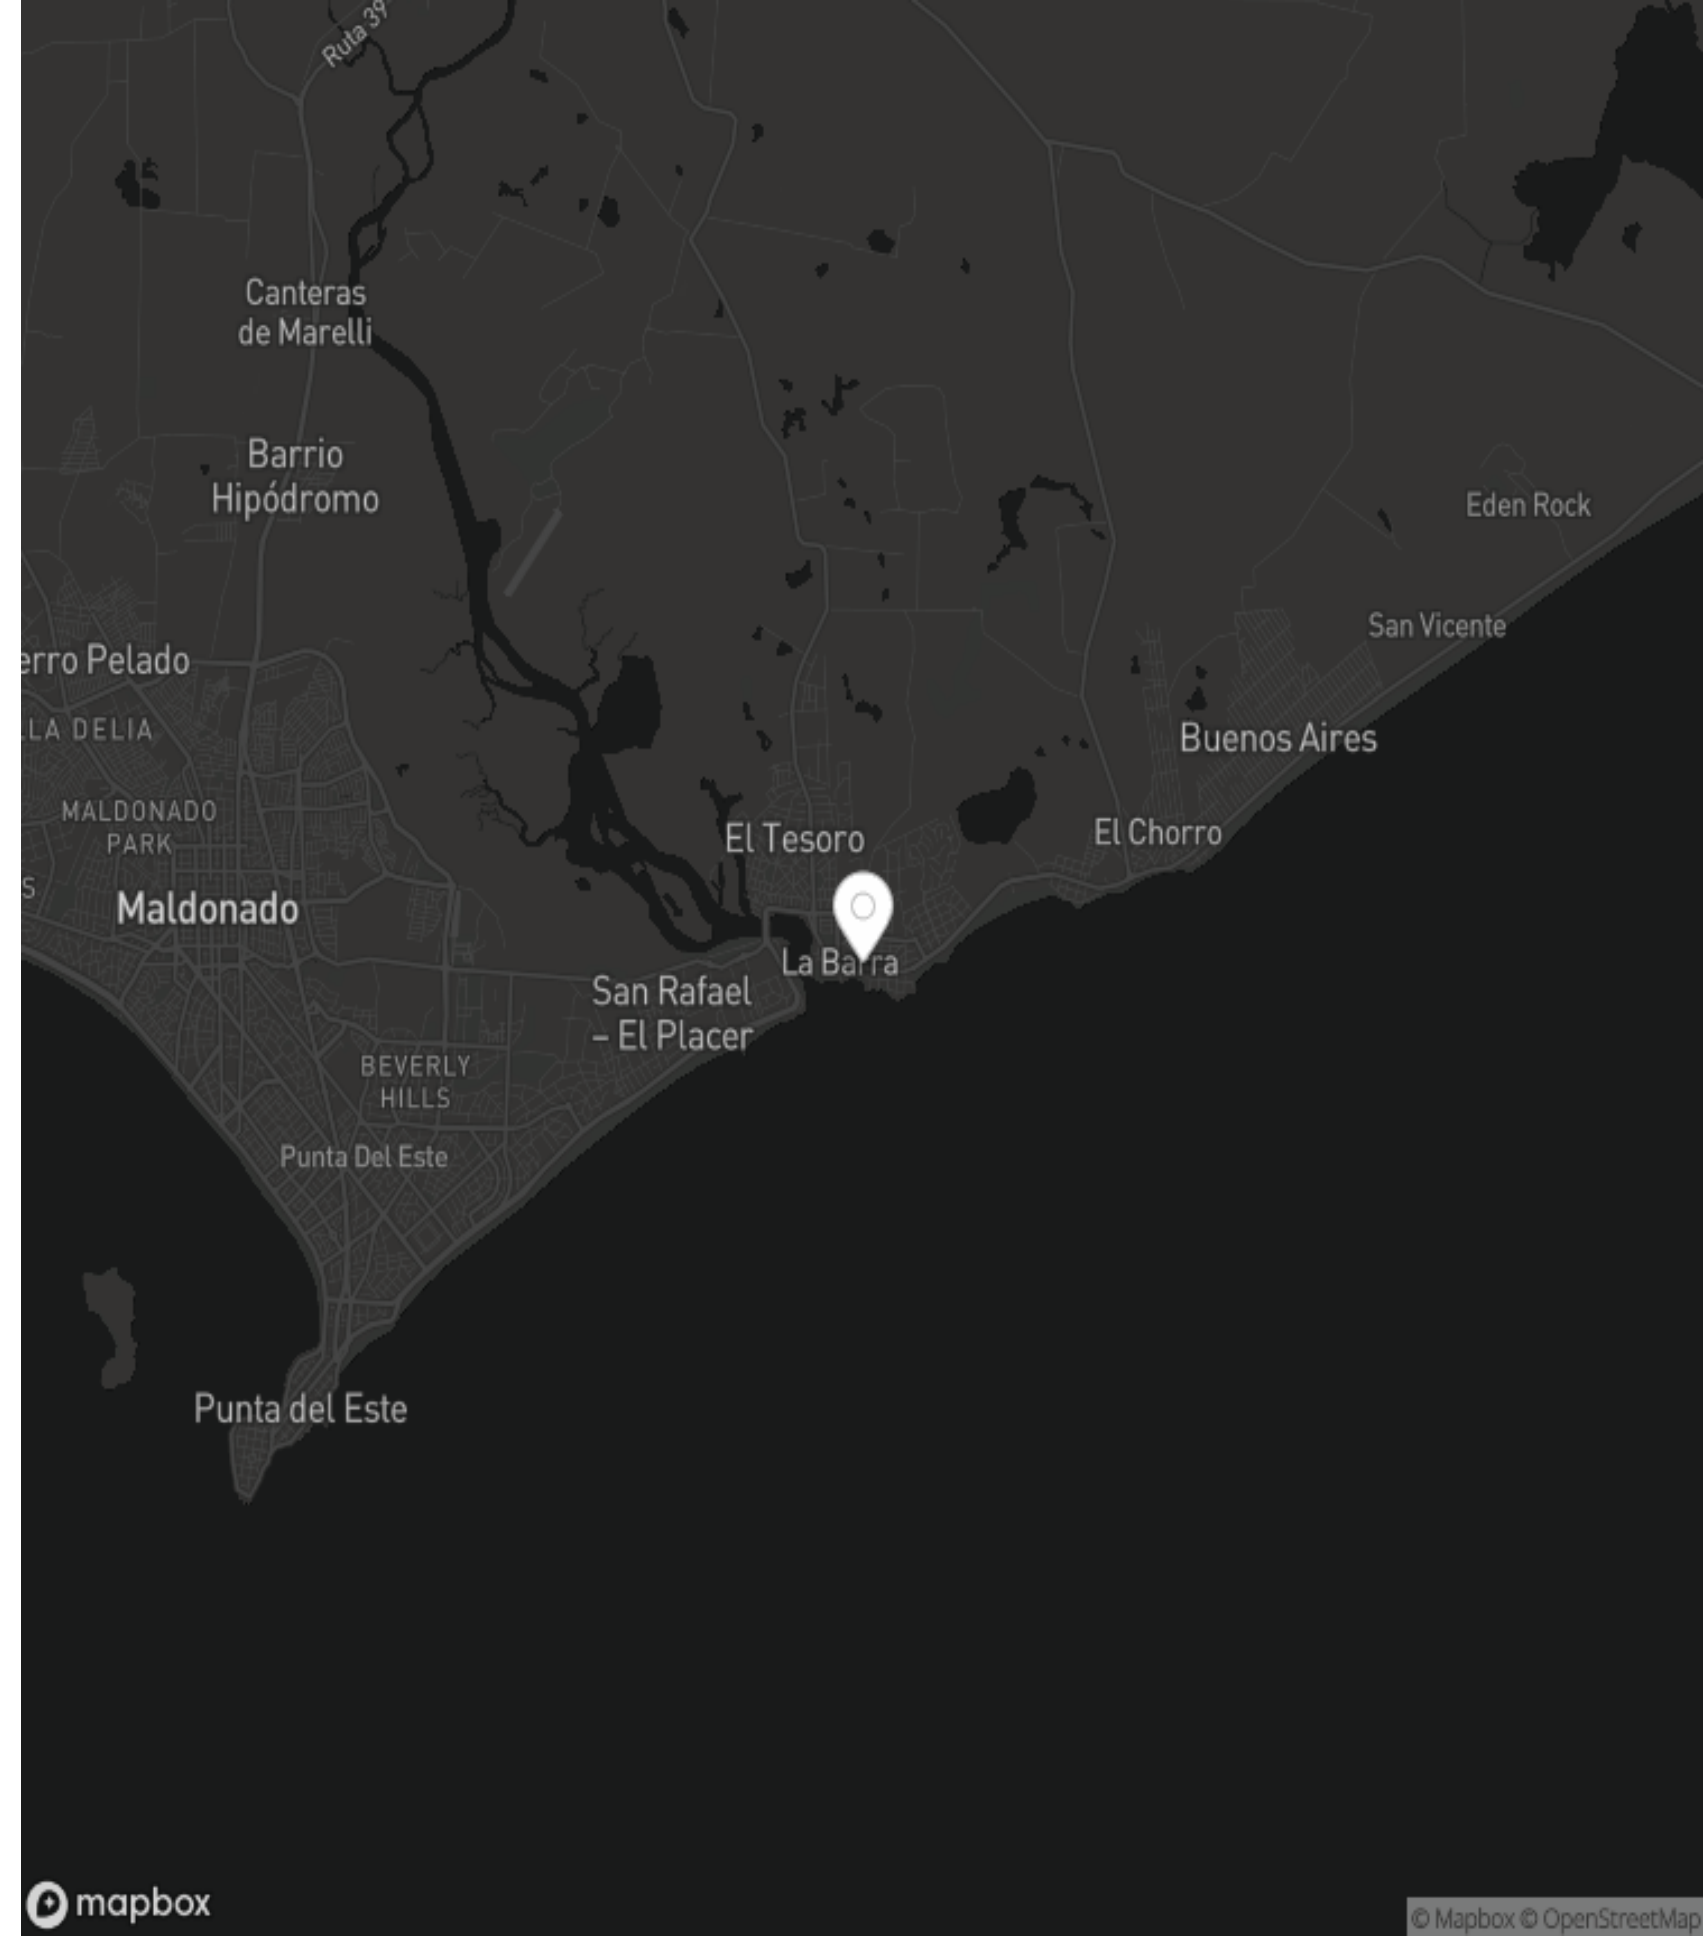 Ruta 39
Canteras
de Marelli
Barrio
Hipódromo
Eden Rock
San Vicente
erro Pelado
LLA DELIA
Buenos Aires
MALDONADO
PARK
El Tesoro
El Chorro
S
Maldonado
La Barra
San Rafael
– El Placer
BEVERLY
HILLS
Punta Del Este
Punta del Este
mapbox
© Mapbox © OpenStreetMap